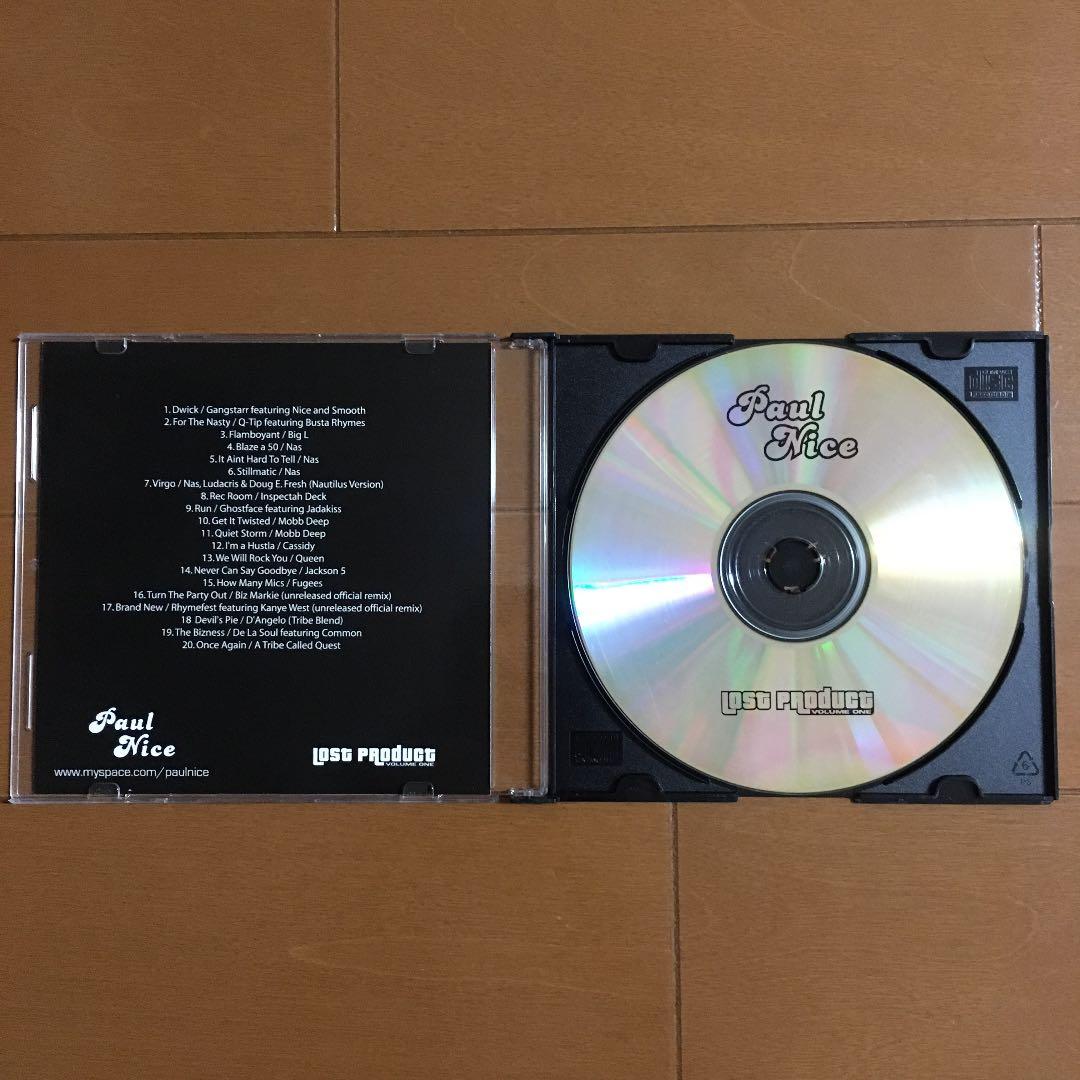 1. Dwick / Gangstarr featuring Nice and Smooth
2. For The Nasty / Q-Tip featuring Busta Rhymes
3. Flamboyant / Big L
4. Blaze a 50 / Nas
5. It Aint Hard To Tell / Nas
6. Stillmatic / Nas
7. Virgo / Nas, Ludacris & Doug E. Fresh (Nautilus Version)
8. Rec Room / Inspectah Deck
9. Run / Ghostface featuring Jadakiss
10. Get It Twisted / Mobb Deep
11. Quiet Storm / Mobb Deep
12. I'm a Hustla / Cassidy
13. We Will Rock You / Queen
14. Never Can Say Goodbye / Jackson 5
15. How Many Mics / Fugees
16. Turn The Party Out / Biz Markie (unreleased official remix)
17. Brand New / Rhymefest featuring Kanye West (unreleased official remix)
18 Devil's Pie / D'Angelo (Tribe Blend)
19. The Bizness / De La Soul featuring Common
20. Once Again / A Tribe Called Quest
Paul
Nice
www.myspace.com/paulnice
Lost Product
VOLUME ONE
Paul
Nice
Lost Product
VOLUME ONE
COMPACT
disc
6
PS